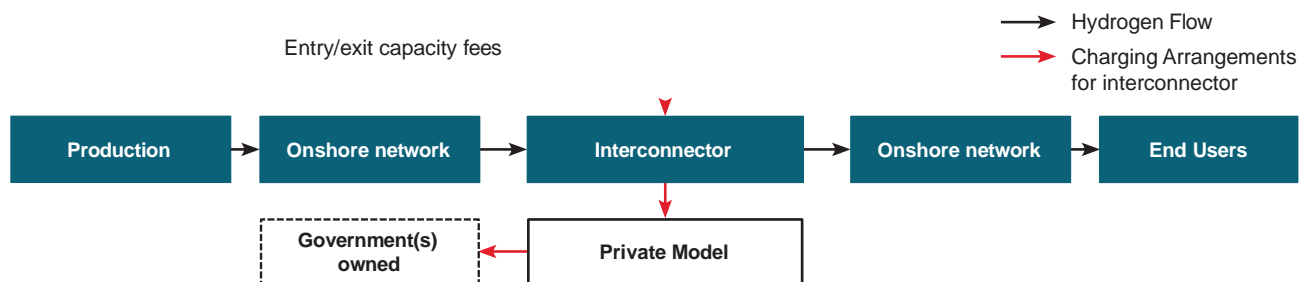 Hydrogen Flow
Entry/exit capacity fees
Charging Arrangements
for interconnector
Production
Onshore network
Interconnector
Onshore network
End Users
Government(s)
owned
Private Model